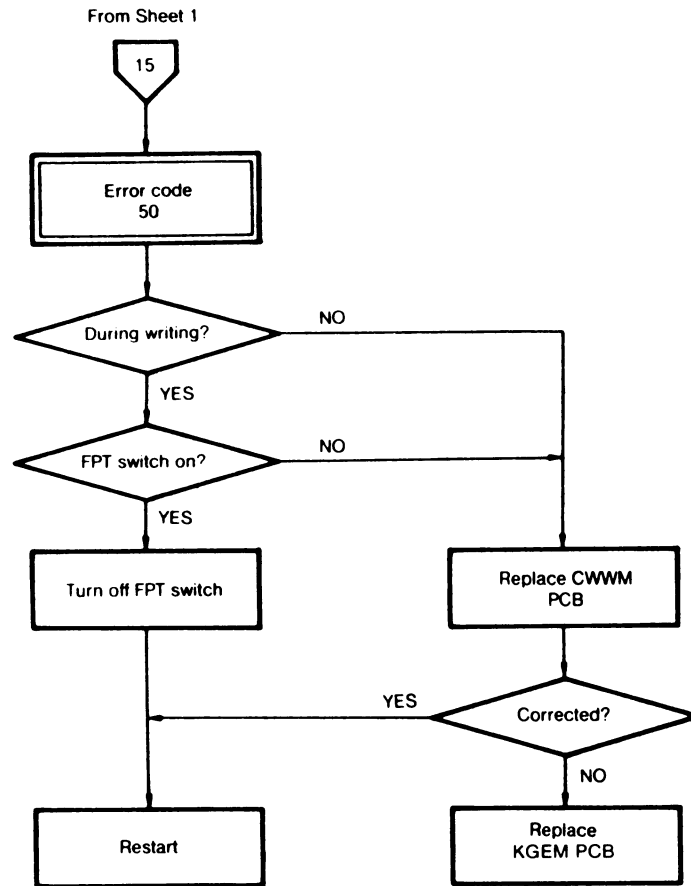 From Sheet 1
15
Error code
50
During writing?
NO
YES
FPT switch on?
NO
YES
Turn off FPT switch
Replace CWWM
PCB
YES
Corrected?
NO
Restart
Replace
KGEM PCB